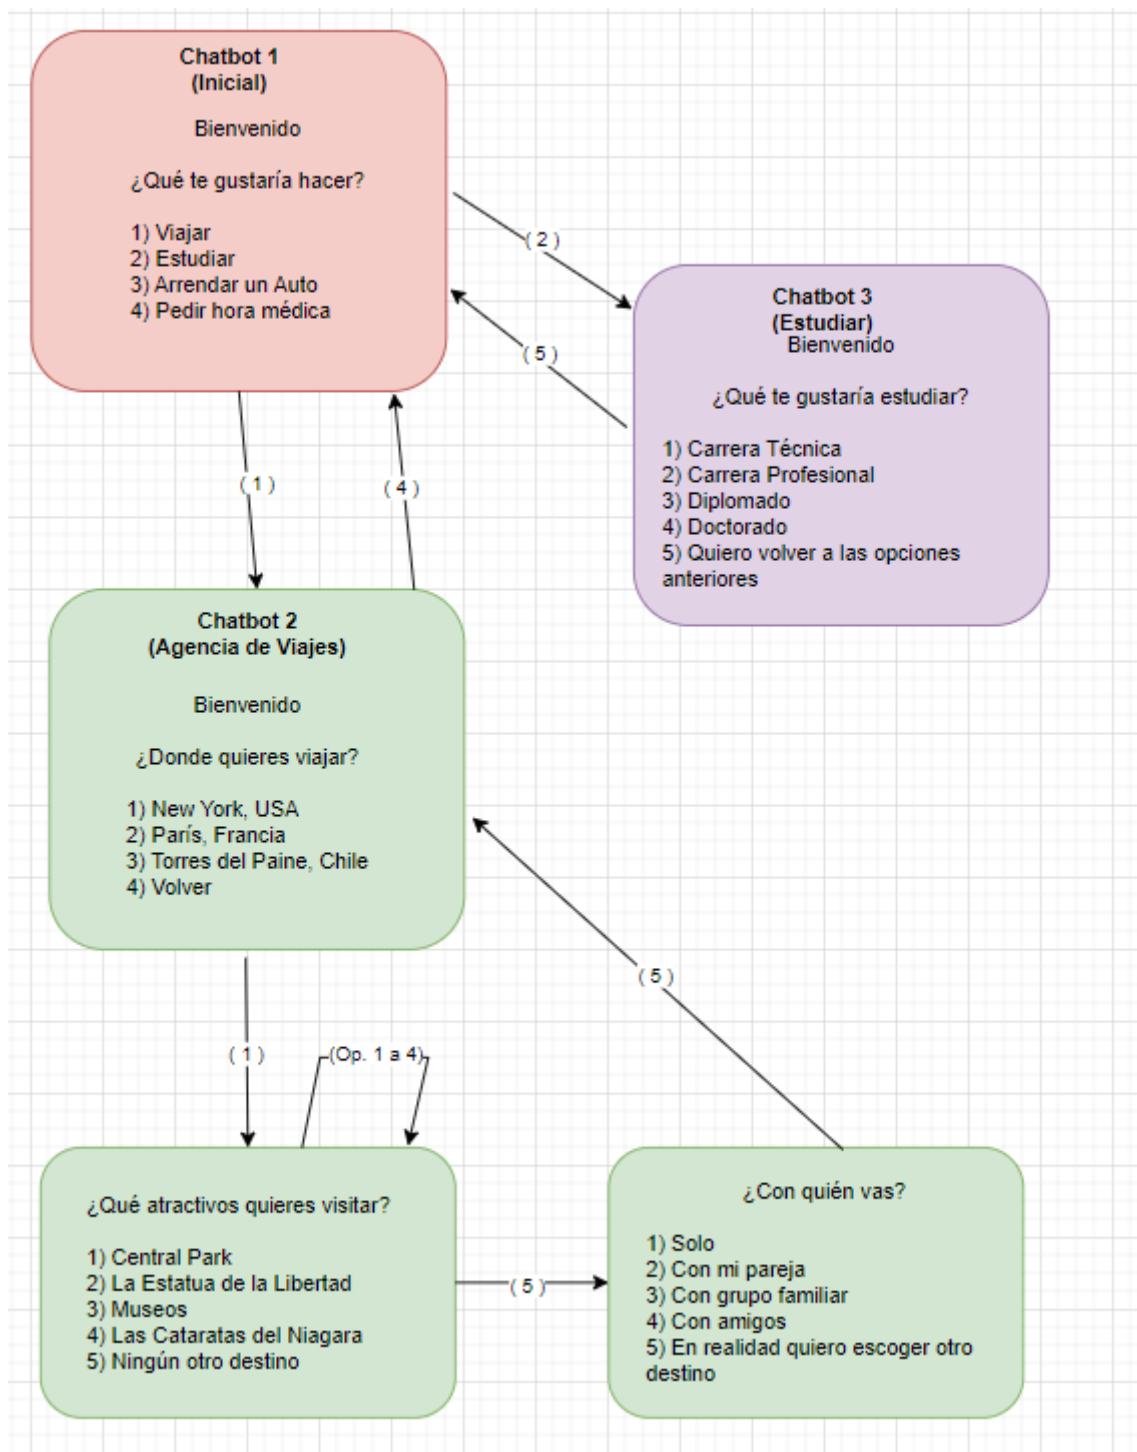 Chatbot 1
(Inicial)
Bienvenido
¿Qué te gustaría hacer?
1) Viajar
2) Estudiar
3) Arrendar un Auto
4) Pedir hora médica
( 2 )
( 5 )
Chatbot 3
(Estudiar)
Bienvenido
¿Qué te gustaría estudiar?
1) Carrera Técnica
2) Carrera Profesional
3) Diplomado
4) Doctorado
5) Quiero volver a las opciones
anteriores
( 1 )
( 4 )
Chatbot 2
(Agencia de Viajes)
Bienvenido
¿Donde quieres viajar?
1) New York, USA
2) París, Francia
3) Torres del Paine, Chile
4) Volver
( 5 )
( 1 )
(Op. 1 a 4)
¿Qué atractivos quieres visitar?
1) Central Park
2) La Estatua de la Libertad
3) Museos
4) Las Cataratas del Niagara
5) Ningún otro destino
( 5 )
¿Con quién vas?
1) Solo
2) Con mi pareja
3) Con grupo familiar
4) Con amigos
5) En realidad quiero escoger otro
destino